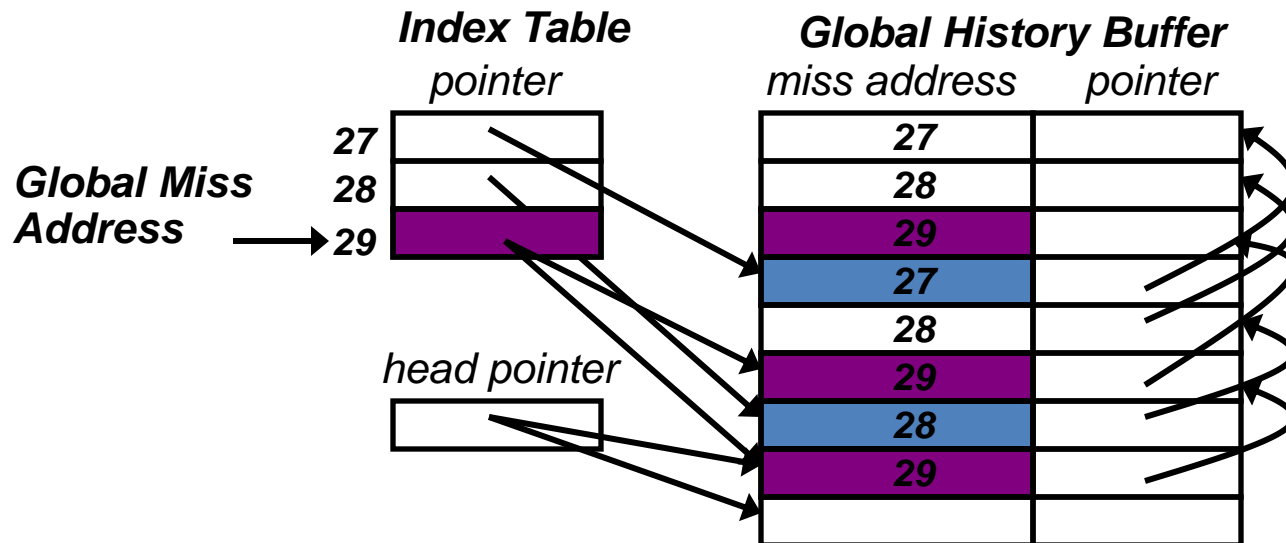 Index Table
pointer
Global History Buffer
miss address pointer
27
28
29
Global Miss
Address
head pointer
27
28
29
27
28
29
28
29